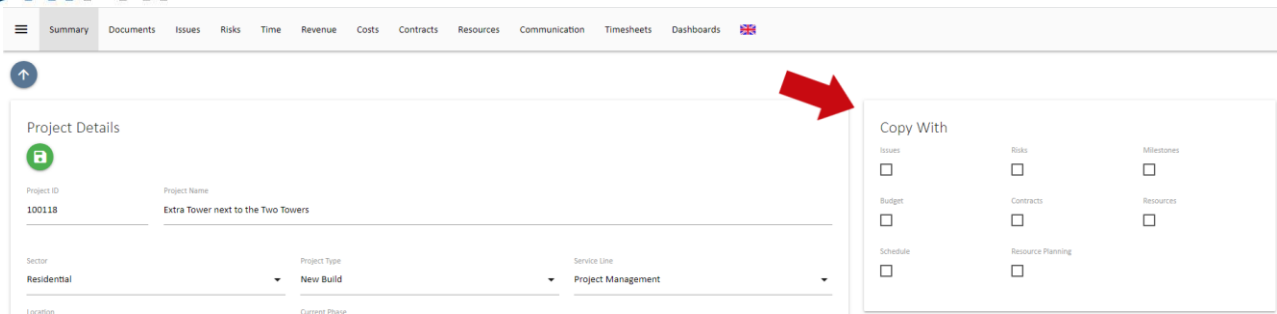 Summary Documents Issues Risks Time Revenue Costs Contracts Resources Communication Timesheets Dashboards
Project Details
Project ID Project Name
100118 Extra Tower next to the Two Towers
Sector Project Type Service Line
Residential New Build Project Management
Location Current Phase
Copy With
Issues Risks Milestones
Budget Contracts Resources
Schedule Resource Planning